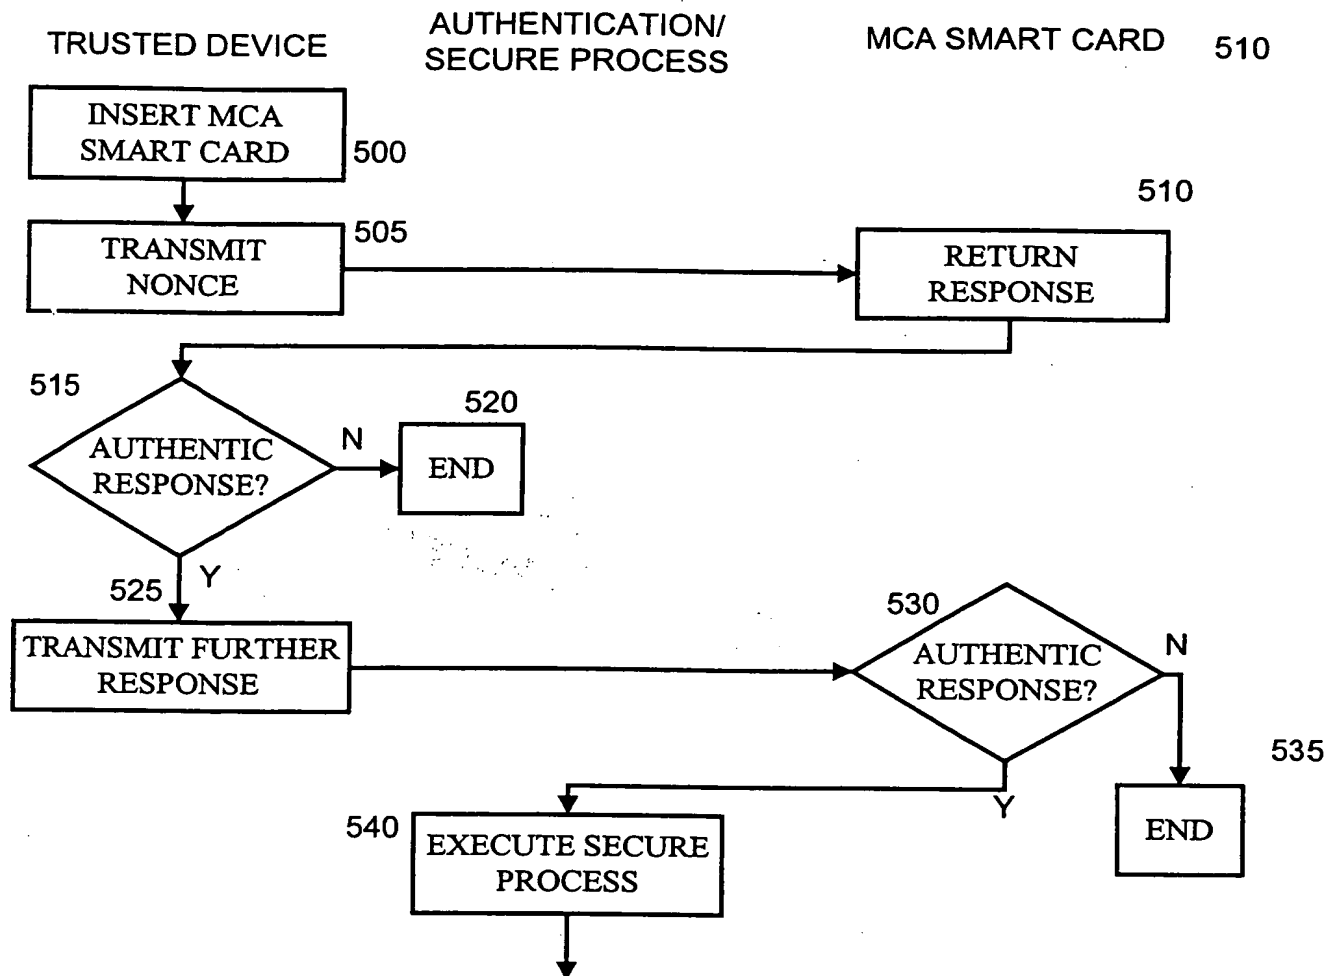 TRUSTED DEVICE
AUTHENTICATION/
SECURE PROCESS
MCA SMART CARD
510
INSERT MCA
SMART CARD
500
TRANSMIT
NONCE
505
510
RETURN
RESPONSE
515
AUTHENTIC
RESPONSE?
N
520
END
Y
525
TRANSMIT FURTHER
RESPONSE
530
AUTHENTIC
RESPONSE?
N
535
END
Y
540
EXECUTE SECURE
PROCESS